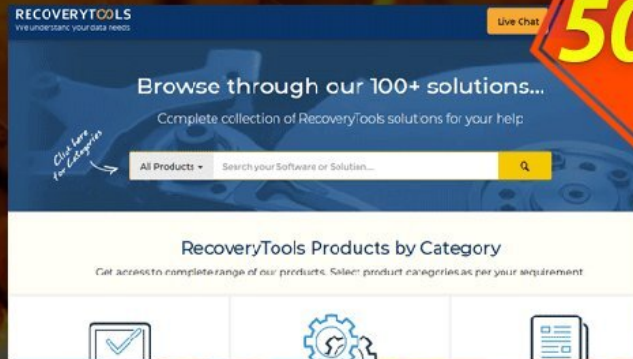 RECOVERYTOOLS
We understand your data needs
Live Chat
50
Browse through our 100+ solutions...
Complete collection of RecoveryTools solutions for your help
Click here
for Categories
All Products
Search your Software or Solution...
RecoveryTools Products by Category
Get access to complete range of our products. Select product categories as per your requirement